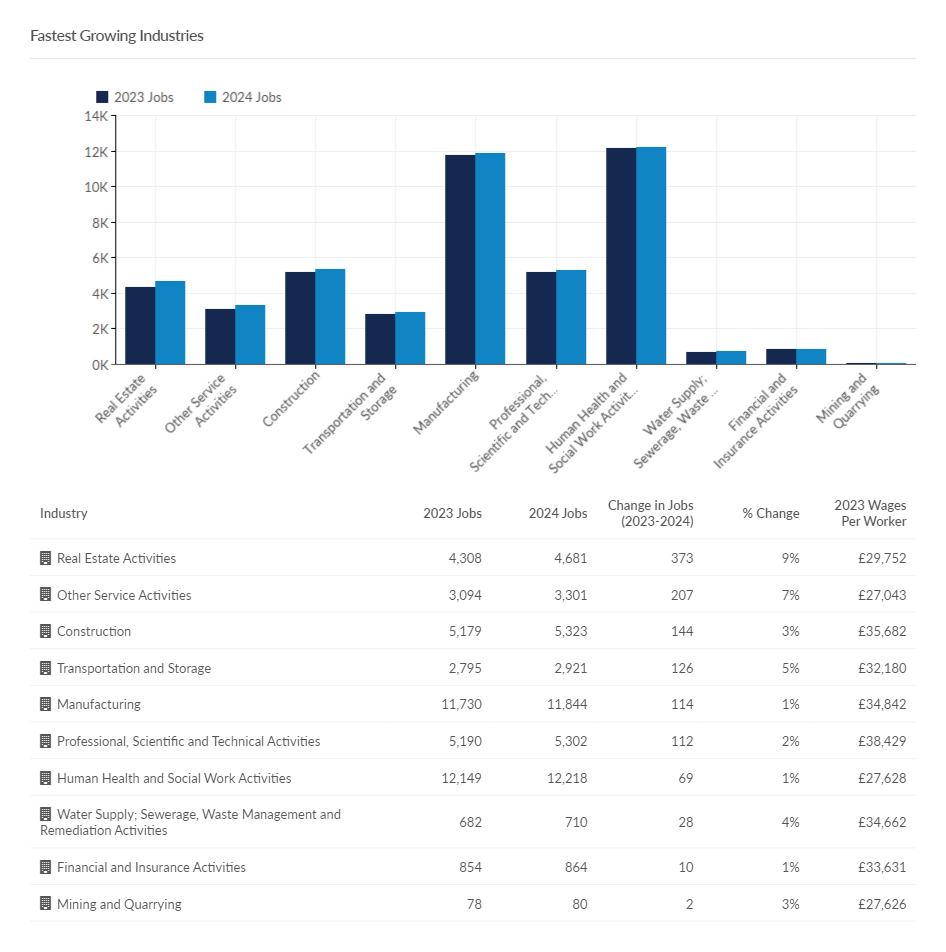 Fastest Growing Industries
2023 Jobs 2024 Jobs
14K
12K
10K
8K
6K
4K
2K
0K
Real Estate
Activities
Other Service
Activities
Construction
Transportation and
Storage
Manufacturing
Professional,
Scientific and Tech...
Human Health and
Social Work Activit...
Water Supply;
Sewerage, Waste ...
Financial and
Insurance Activities
Mining and
Quarrying
Industry 2023 Jobs 2024 Jobs Change in Jobs (2023-2024) % Change 2023 Wages Per Worker
Real Estate Activities 4,308 4,681 373 9% £29,752
Other Service Activities 3,094 3,301 207 7% £27,043
Construction 5,179 5,323 144 3% £35,682
Transportation and Storage 2,795 2,921 126 5% £32,180
Manufacturing 11,730 11,844 114 1% £34,842
Professional, Scientific and Technical Activities 5,190 5,302 112 2% £38,429
Human Health and Social Work Activities 12,149 12,218 69 1% £27,628
Water Supply; Sewerage, Waste Management and
Remediation Activities 682 710 28 4% £34,662
Financial and Insurance Activities 854 864 10 1% £33,631
Mining and Quarrying 78 80 2 3% £27,626